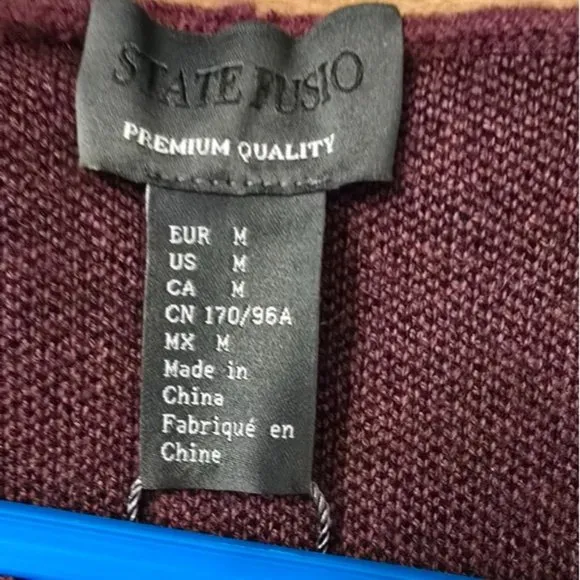 STATE FUSIO
PREMIUM QUALITY
EUR M
US M
CA M
CN 170/96A
MX M
Made in
China
Fabriqué en
Chine